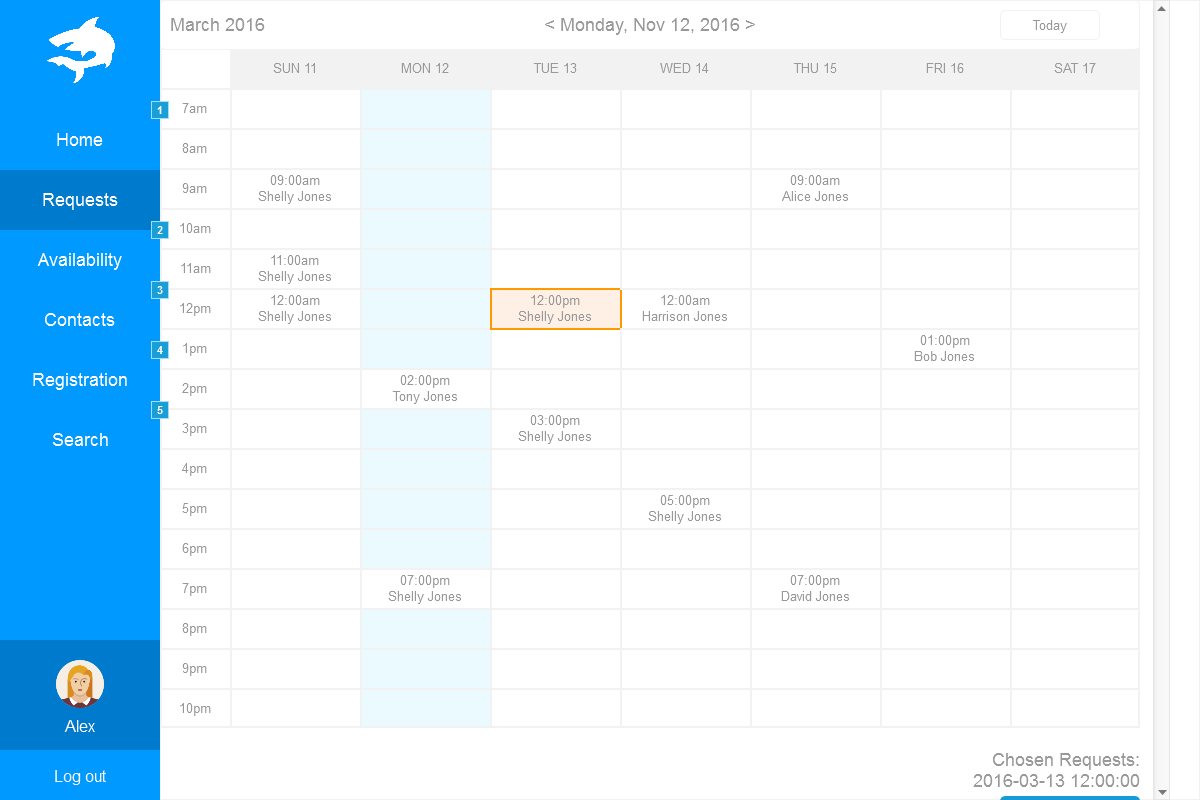 March 2016
< Monday, Nov 12, 2016 >
Today
SUN 11 MON 12 TUE 13 WED 14 THU 15 FRI 16 SAT 17
1
Home
Requests
2
Availability
3
Contacts
4
Registration
5
Search
7am
8am
9am
09:00am
Shelly Jones
09:00am
Alice Jones
10am
11am
11:00am
Shelly Jones
12pm
12:00am
Shelly Jones
12:00pm
Shelly Jones
12:00am
Harrison Jones
1pm
01:00pm
Bob Jones
2pm
02:00pm
Tony Jones
3pm
03:00pm
Shelly Jones
4pm
5pm
05:00pm
Shelly Jones
6pm
7pm
07:00pm
Shelly Jones
07:00pm
David Jones
8pm
9pm
10pm
Alex
Log out
Chosen Requests:
2016-03-13 12:00:00